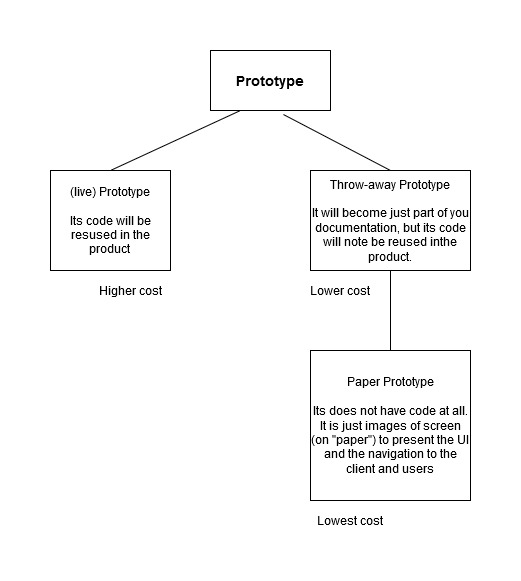 Prototype
(live) Prototype
Its code will be
resused in the
product
Higher cost
Throw-away Prototype
It will become just part of you
documentation, but its code
will note be reused inthe
product.
Lower cost
Paper Prototype
Its does not have code at all.
It is just images of screen
(on "paper") to present the UI
and the navigation to the
client and users
Lowest cost